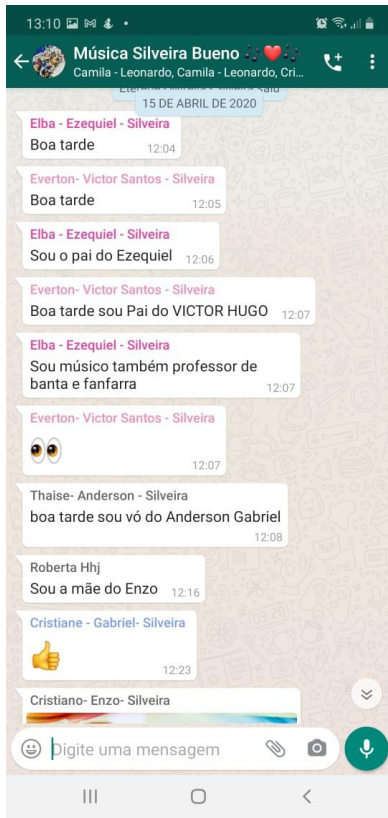 13:10
Música Silveira Bueno
Camila - Leonardo, Camila - Leonardo, Cri...
15 DE ABRIL DE 2020
Elba - Ezequiel - Silveira
Boa tarde 12:04
Everton- Victor Santos - Silveira
Boa tarde 12:05
Elba - Ezequiel - Silveira
Sou o pai do Ezequiel 12:06
Everton- Victor Santos - Silveira
Boa tarde sou Pai do VICTOR HUGO 12:07
Elba - Ezequiel - Silveira
Sou músico também professor de
banta e fanfarra 12:07
Everton- Victor Santos - Silveira
12:07
Thaise- Anderson - Silveira
boa tarde sou vó do Anderson Gabriel
12:08
Roberta Hhj
Sou a mãe do Enzo 12:16
Cristiane - Gabriel- Silveira
12:23
Cristiano- Enzo- Silveira
Digite uma mensagem